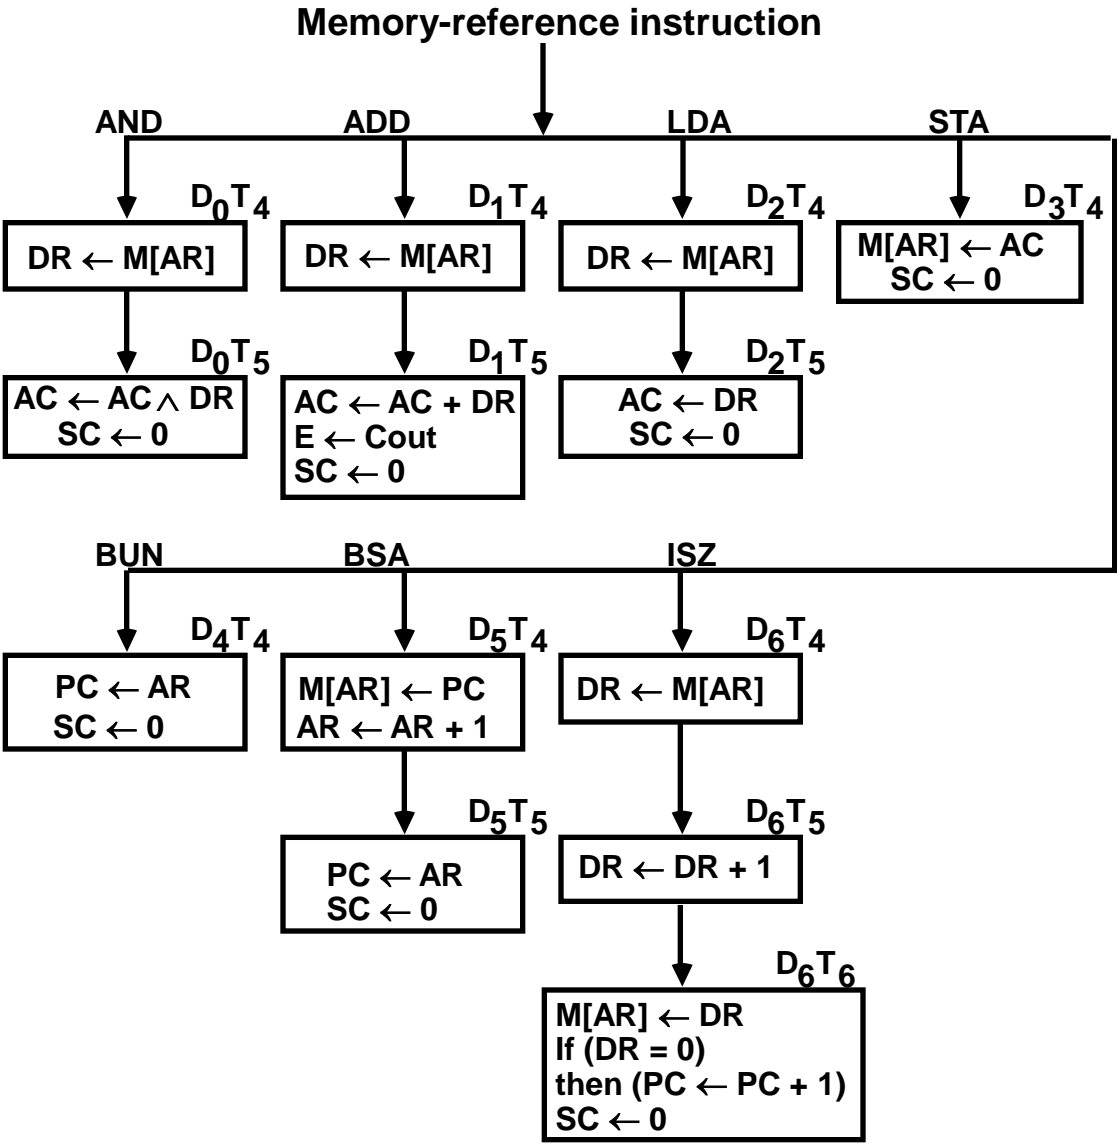 Memory-reference instruction
AND ADD LDA STA
D0T4 D1T4 D2T4 D3T4
DR ← M[AR]
DR ← M[AR]
DR ← M[AR]
M[AR] ← AC
SC ← 0
D0T5 D1T5 D2T5
AC ← AC ∧ DR
SC ← 0
AC ← AC + DR
E ← Cout
SC ← 0
AC ← DR
SC ← 0
BUN BSA ISZ
D4T4 D5T4 D6T4
PC ← AR
SC ← 0
M[AR] ← PC
AR ← AR + 1
DR ← M[AR]
D5T5 D6T5
PC ← AR
SC ← 0
DR ← DR + 1
D6T6
M[AR] ← DR
If (DR = 0)
then (PC ← PC + 1)
SC ← 0